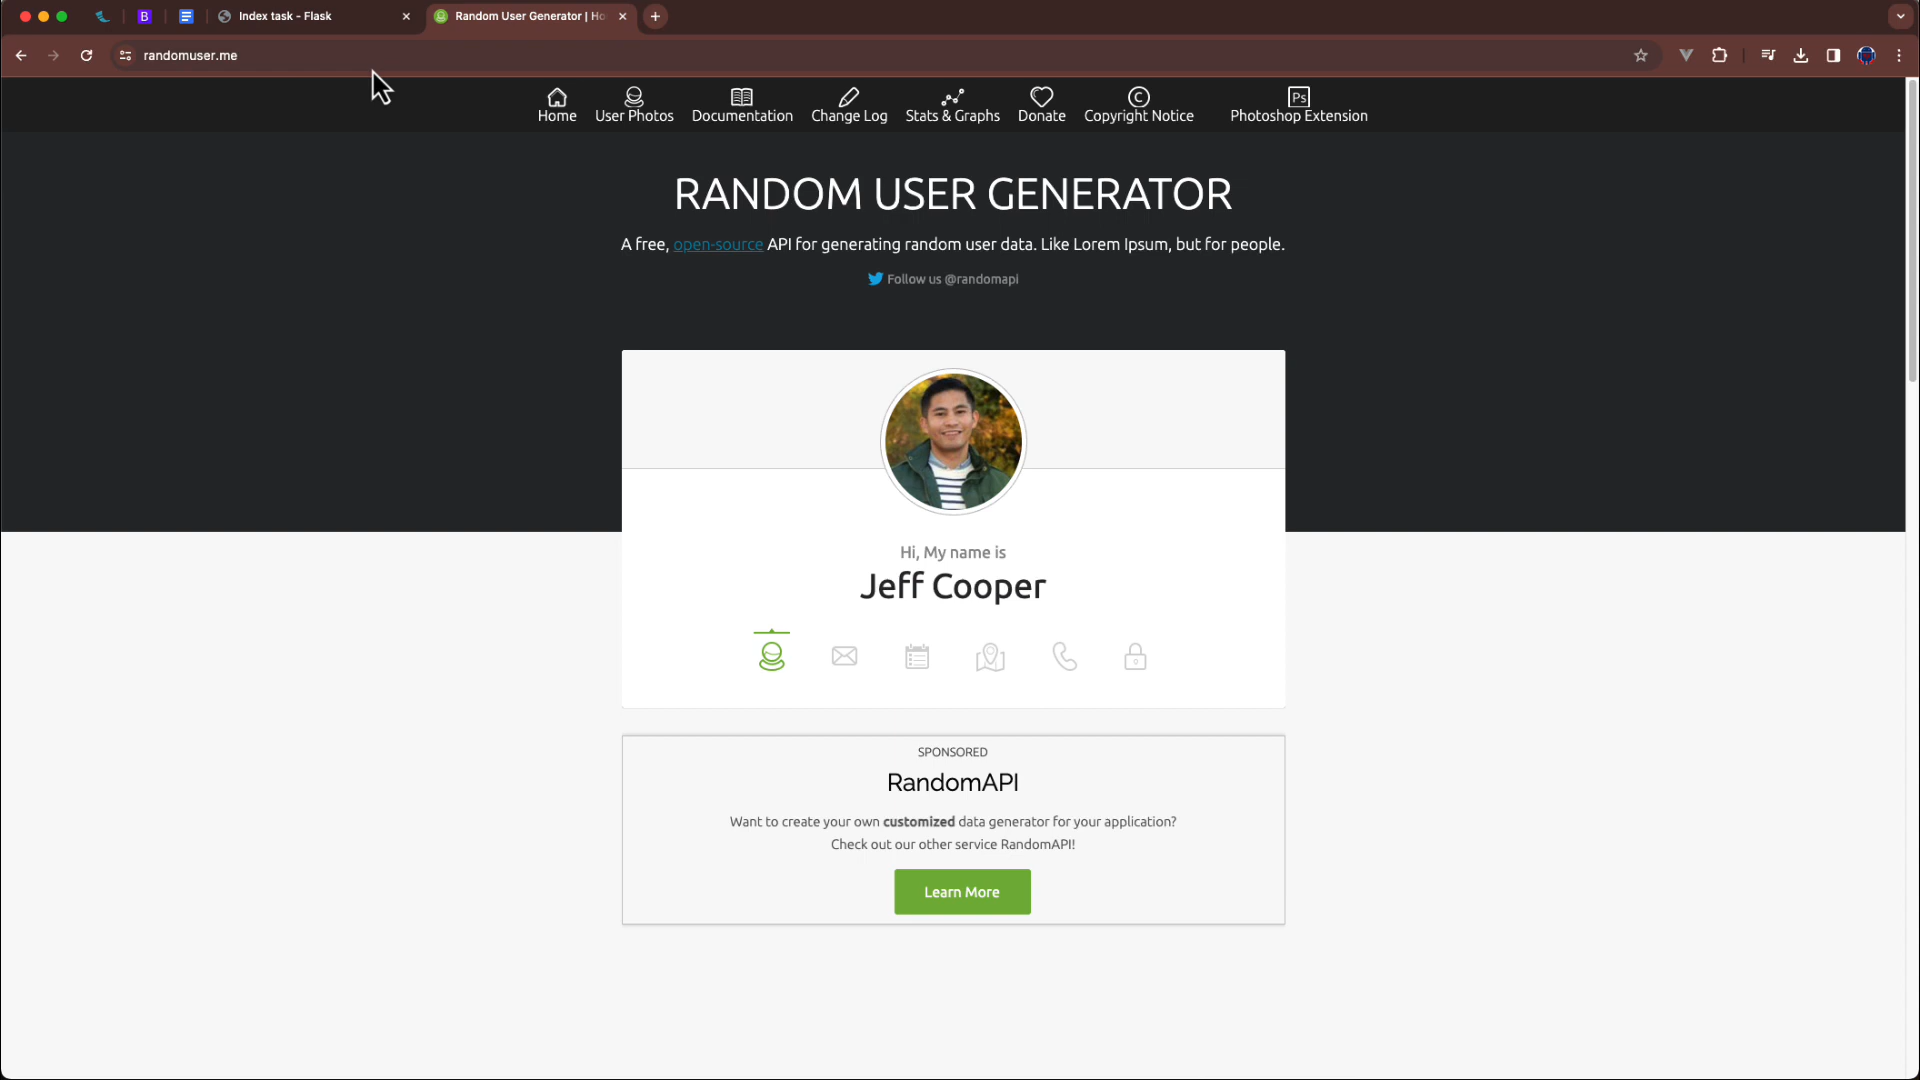 B
Index task - Flask
Random User Generator | Ho
randomuser.me
Home
User Photos
Documentation
Change Log
Stats & Graphs
Donate
C
Copyright Notice
Ps
Photoshop Extension
RANDOM USER GENERATOR
A free, open-source API for generating random user data. Like Lorem Ipsum, but for people.
Follow us @randomapi
Hi, My name is
Jeff Cooper
SPONSORED
RandomAPI
Want to create your own customized data generator for your application?
Check out our other service RandomAPI!
Learn More